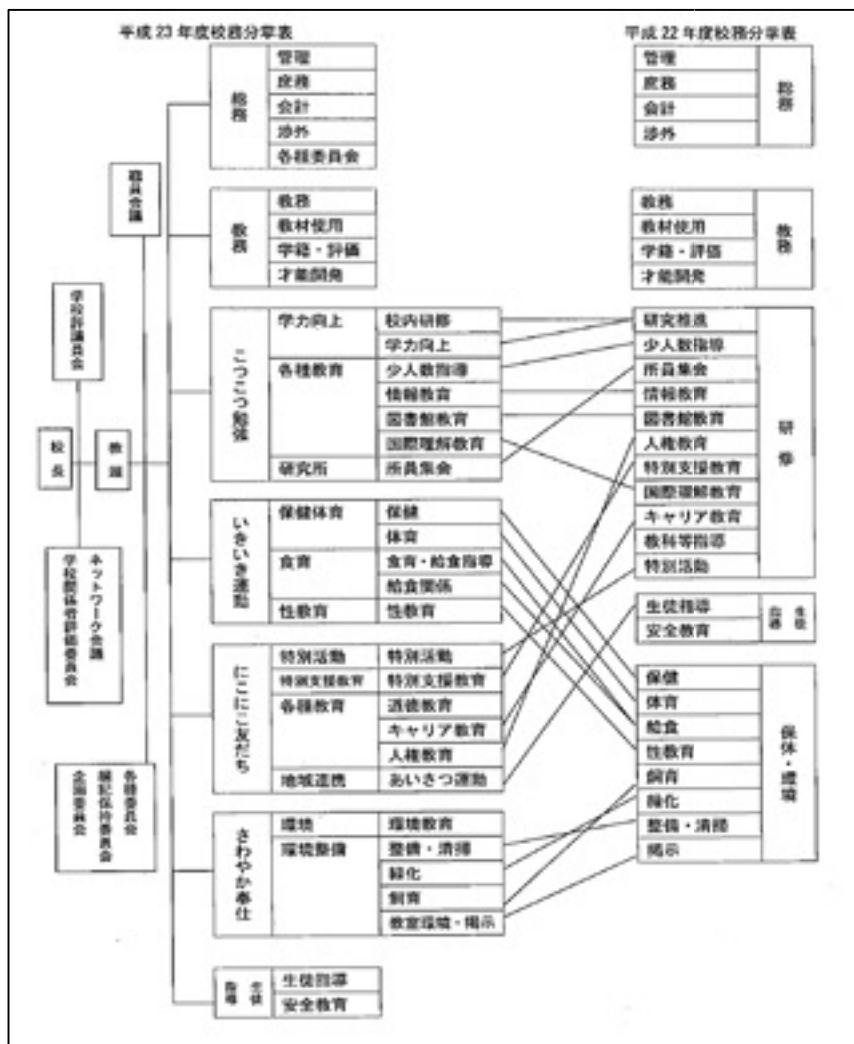 平成23年度校務分掌表
平成22年度校務分掌表
職員会議
学校評議員会
校長
教頭
ネットワーク会議
学校関係者評価委員会
各種委員会
企画委員会
総務
管理
庶務
会計
渉外
各種委員会
教務
教務
教材使用
学籍・評価
才能開発
こつこつ勉強
学力向上
校内研修
学力向上
各種教育
少人数指導
情報教育
図書館教育
国際理解教育
研究所
所員集会
いきいき運動
保健体育
保健
体育
食育
食育・給食指導
給食関係
性教育
性教育
にこにこ友だち
特別活動
特別活動
特別支援教育
特別支援教育
各種教育
道徳教育
キャリア教育
人権教育
地域連携
あいさつ運動
さわやか奉仕
環境
環境教育
環境整備
整備・清掃
緑化
飼育
教室環境・掲示
生徒指導
生徒指導
安全教育
管理
庶務
会計
渉外
総務
教務
教材使用
学籍・評価
才能開発
教務
研究推進
少人数指導
所員集会
情報教育
図書館教育
人権教育
特別支援教育
国際理解教育
キャリア教育
教科等指導
特別活動
研修
生徒指導
安全教育
生徒指導
保健
体育
給食
性教育
飼育
緑化
整備・清掃
掲示
保体・環境